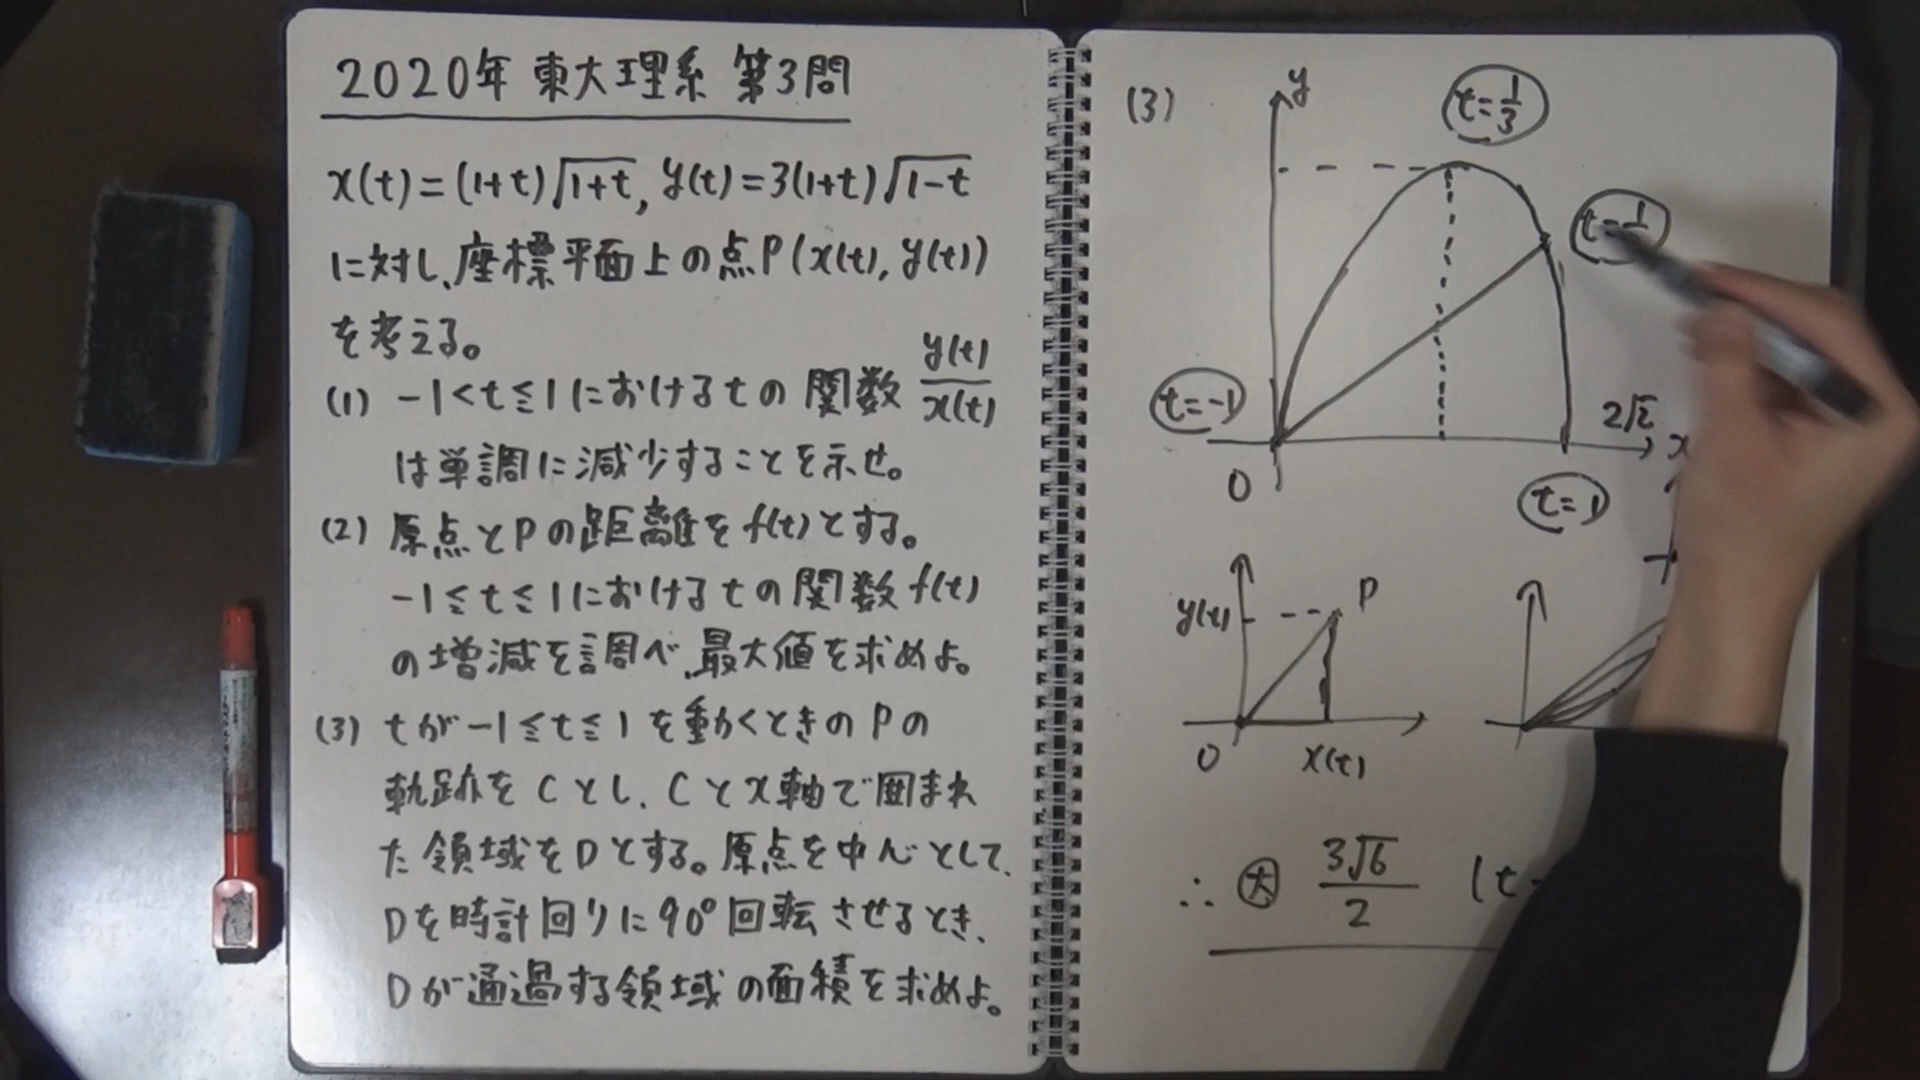 2020年 東大理系 第3問
x(t)=(1+t)√1+t, y(t)=3(1+t)√1-t
に対し、座標平面上の点P(x(t), y(t))
を考える。
(1) -1<t≦1におけるtの関数 y(t)/x(t)
は単調に減少することを示せ。
(2) 原点とPの距離をf(t)とする。
-1≦t≦1におけるtの関数f(t)
の増減を調べ、最大値を求めよ。
(3) tが-1≦t≦1を動くときのPの
軌跡をCとし、Cとx軸で囲まれ
た領域をDとする。原点を中心として、
Dを時計回りに90°回転させるとき、
Dが通過する領域の面積を求めよ。
(3)
y
t=1/3
t=1
t=-1
2√2
x
O
t=1
y(t)
P
O
x(t)
∴ 大 3√6/2 (t